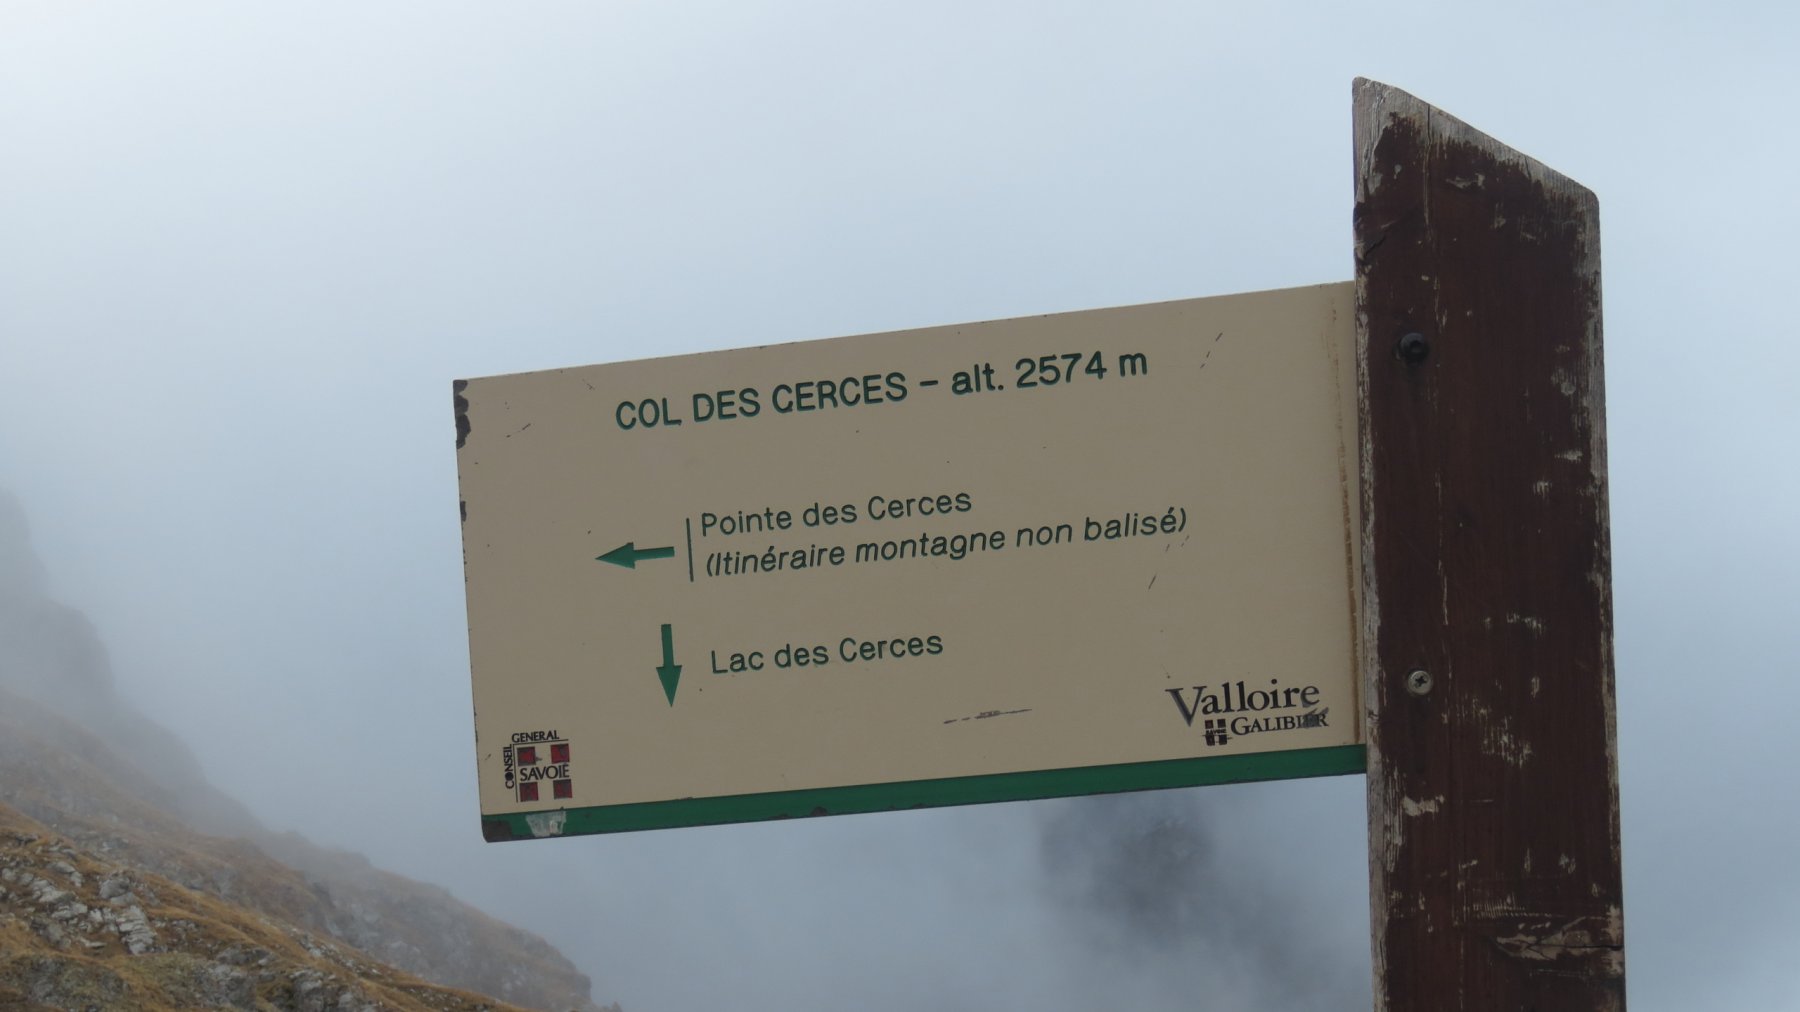 COL DES CERCES - alt. 2574 m
Pointe des Cerces
(Itinéraire montagne non balisé)
Lac des Cerces
CONSEIL
GENERAL
SAVOIE
Valloire
SAVOIE
GALIBIER